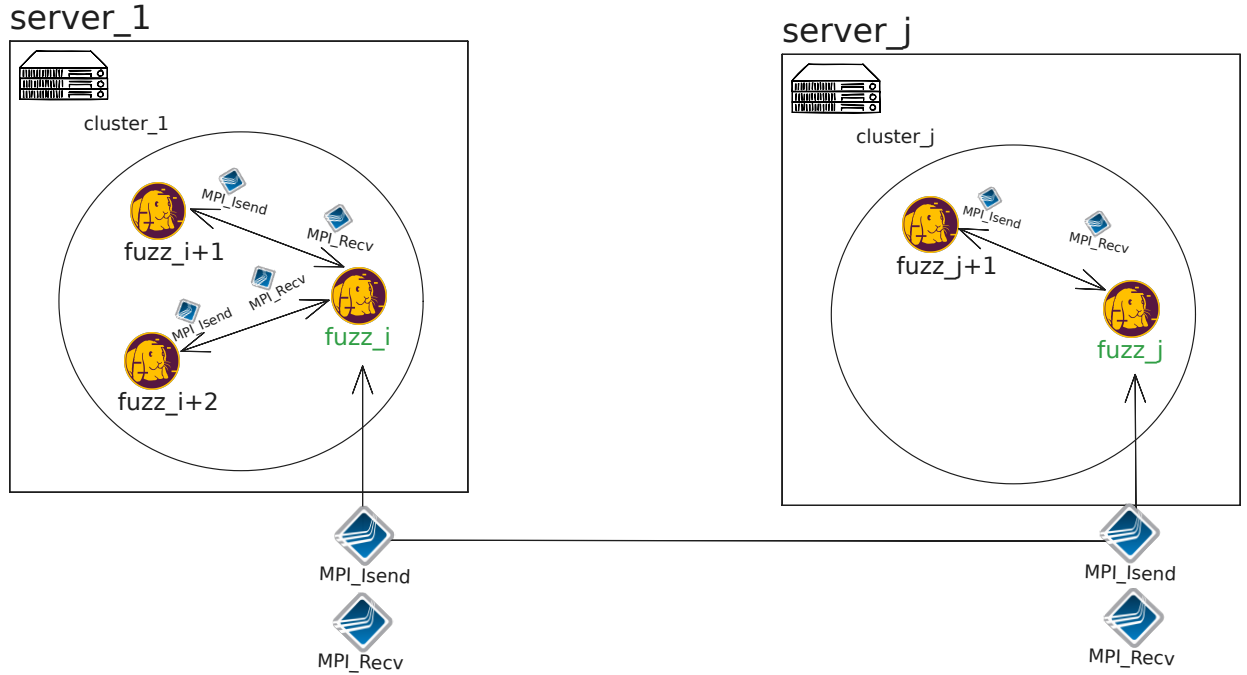 server_1
server_j
cluster_1
cluster_j
MPI_Isend
MPI_Recv
fuzz_i+1
MPI_Recv
MPI_Isend
fuzz_i
fuzz_i+2
MPI_Isend
MPI_Recv
fuzz_j+1
fuzz_j
MPI_Isend
MPI_Recv
MPI_Isend
MPI_Recv